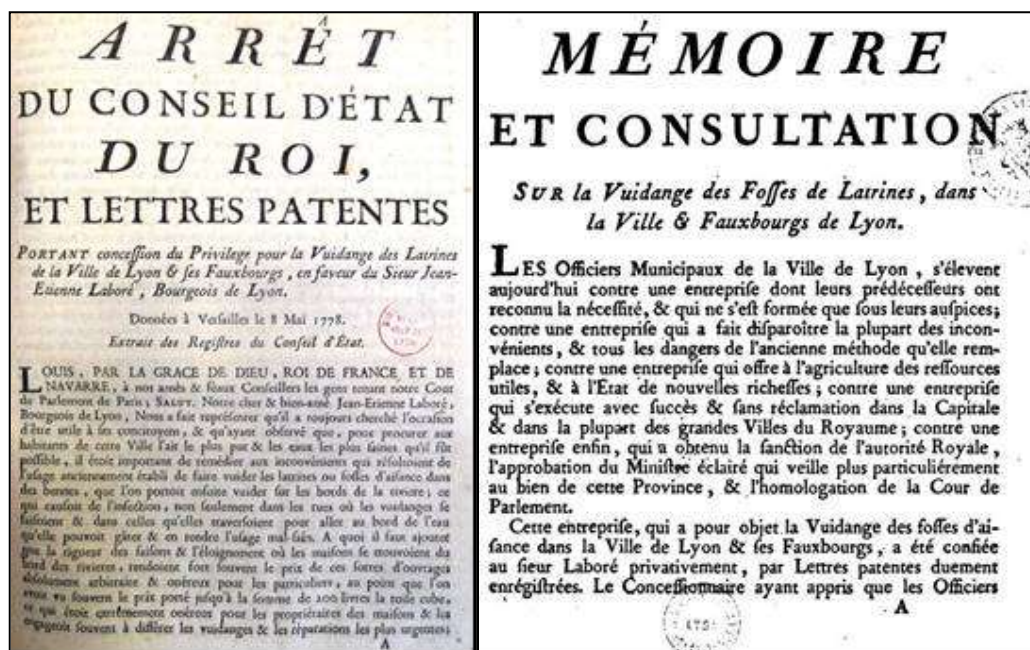 ARRÊT
DU CONSEIL D'ÉTAT
DU ROI,
ET LETTRES PATENTES
PORTANT conceſſion du Privilege pour la Vuidange des Latrines
de la Ville de Lyon & ſes Fauxbourgs, en faveur du Sieur Jean-
Etienne Laboré, Bourgeois de Lyon.
Données à Verſailles le 8 Mai 1778.
Extrait des Regiſtres du Conſeil d'État.
LOUIS, PAR LA GRACE DE DIEU, ROI DE FRANCE ET DE
NAVARRE, à nos amés & féaux Conſeillers les gens tenant notre Cour
de Parlement de Paris; SALUT. Notre cher & bien-amé Jean-Etienne Laboré,
Bourgeois de Lyon, Nous a fait repréſenter qu'il a toujours cherché l'occaſion
d'être utile à ſes concitoyens, & qu'ayant obſervé que, pour procurer aux
habitants de cette Ville l'air le plus pur & les eaux les plus ſaines qu'il fût
poſſible, il étoit important de remédier aux inconvénients qui réſultoient de
l'uſage anciennement établi de faire vuider les latrines ou foſſes d'aiſance dans
des bennes, que l'on portoit enſuite vuider ſur les bords de la riviere; ce
qui cauſoit de l'infection, non ſeulement dans les rues où les vuidanges ſe
faiſoient & dans celles qu'elles traverſoient pour aller au bord de l'eau
qu'elle pouvoit gâter & en rendre l'uſage mal-ſain. A quoi il faut ajouter
que la rigueur des ſaiſons & l'éloignement où les maiſons ſe trouvoient du
bord des rivieres, rendoient fort ſouvent le prix de ces ſortes d'ouvrages
abſolument arbitraire & onéreux pour les particuliers, au point que l'on
avoit vu ſouvent le prix porté juſqu'à la ſomme de 200 livres la toiſe cube,
ce qui étoit extrêmement onéreux pour les propriétaires des maiſons & les
engageoit ſouvent à différer les vuidanges & les réparations les plus urgentes;
A
MÉMOIRE
ET CONSULTATION
SUR la Vuidange des Foſſes de Latrines, dans
la Ville & Fauxbourgs de Lyon.
LES Officiers Municipaux de la Ville de Lyon, s'élevent
aujourd'hui contre une entrepriſe dont leurs prédéceſſeurs ont
reconnu la néceſſité, & qui ne s'eſt formée que ſous leurs auſpices;
contre une entrepriſe qui a fait diſparoître la plupart des incon-
vénients, & tous les dangers de l'ancienne méthode qu'elle rem-
place; contre une entrepriſe qui offre à l'agriculture des reſſources
utiles, & à l'Etat de nouvelles richeſſes; contre une entrepriſe
qui s'exécute avec ſuccès & ſans réclamation dans la Capitale
& dans la plupart des grandes Villes du Royaume; contre une
entrepriſe enfin, qui a obtenu la ſanction de l'autorité Royale,
l'approbation du Miniſtre éclairé qui veille plus particuliérement
au bien de cette Province, & l'homologation de la Cour de
Parlement.
Cette entrepriſe, qui a pour objet la Vuidange des foſſes d'ai-
ſance dans la Ville de Lyon & ſes Fauxbourgs, a été confiée
au ſieur Laboré privativement, par Lettres patentes duement
enrégiſtrées. Le Conceſſionnaire ayant appris que les Officiers
A